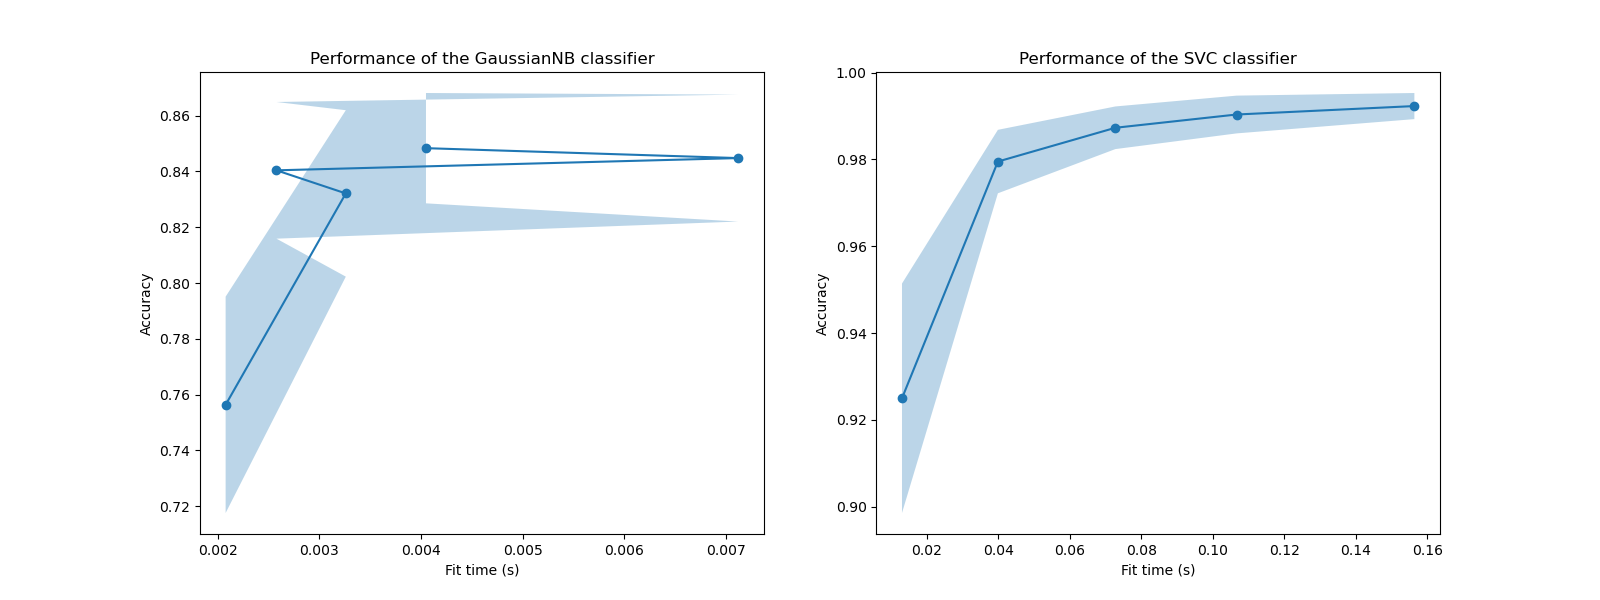 Performance of the GaussianNB classifier
Accuracy
0.86
0.84
0.82
0.80
0.78
0.76
0.74
0.72
0.002 0.003 0.004 0.005 0.006 0.007
Fit time (s)
Performance of the SVC classifier
Accuracy
1.00
0.98
0.96
0.94
0.92
0.90
0.02 0.04 0.06 0.08 0.10 0.12 0.14 0.16
Fit time (s)